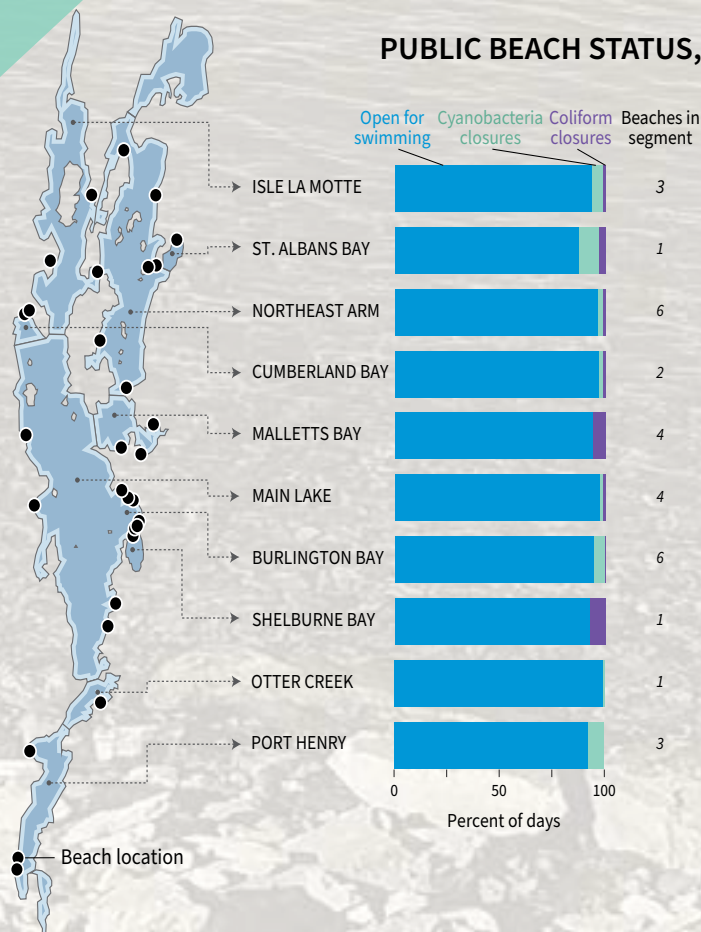 PUBLIC BEACH STATUS,
Open for swimming
Cyanobacteria closures
Coliform closures
Beaches in segment
ISLE LA MOTTE 3
ST. ALBANS BAY 1
NORTHEAST ARM 6
CUMBERLAND BAY 2
MALLETTS BAY 4
MAIN LAKE 4
BURLINGTON BAY 6
SHELBURNE BAY 1
OTTER CREEK 1
PORT HENRY 3
0 50 100
Percent of days
Beach location